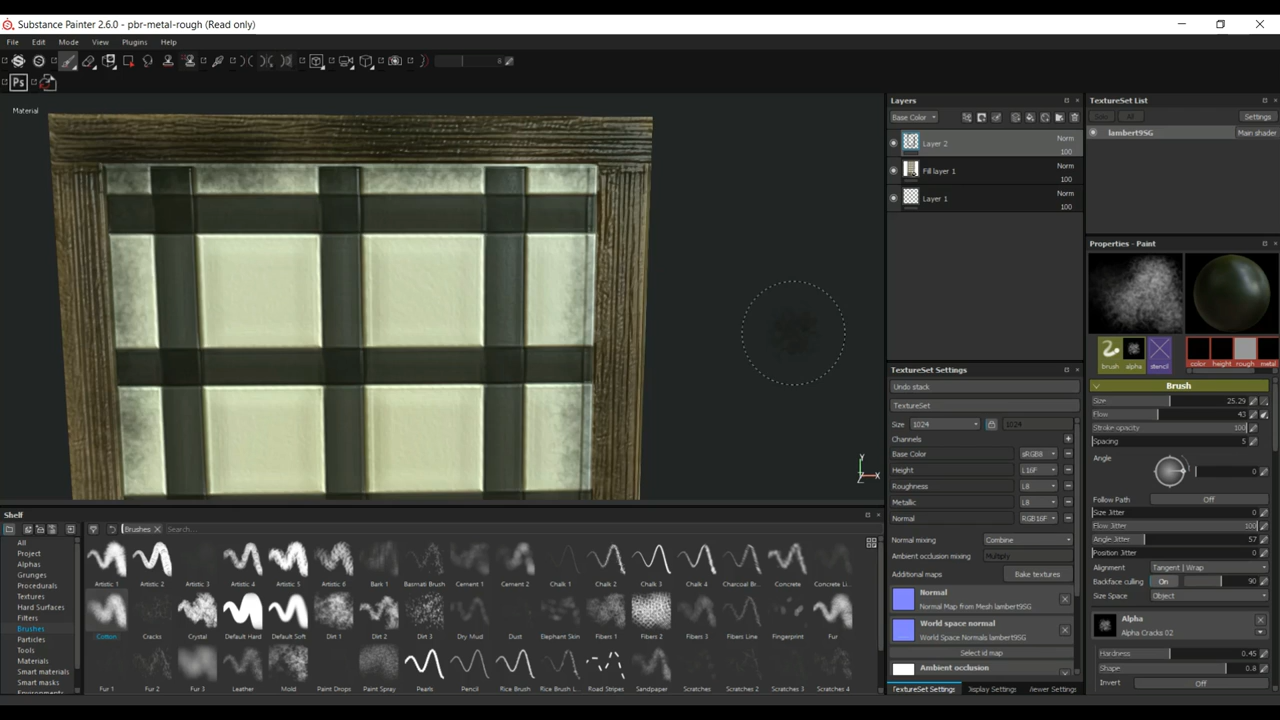 Substance Painter 2.6.0 - pbr-metal-rough (Read only)
File Edit Mode View Plugins Help
Ps
Material
Layers
Base Color
Layer 2 Norm 100
Fill layer 1 Norm 100
Layer 1 Norm 100
TextureSet List
Solo All Settings
lambert9SG Main shader
Properties - Paint
brush alpha stencil color height rough metal
Brush
Size 25.29
Flow 43
Stroke opacity 100
Spacing 5
Angle 0
Follow Path Off
Size Jitter 0
Flow Jitter 100
Angle Jitter 57
Position Jitter 0
Alignment Tangent | Wrap
Backface culling On 90
Size Space Object
Alpha
Alpha Cracks 02
Hardness 0.45
Shape 0.8
Invert Off
TextureSet Settings
Undo stack
TextureSet
Size 1024 1024
Channels
Base Color sRGB8
Height L16F
Roughness L8
Metallic L8
Normal RGB16F
Normal mixing Combine
Ambient occlusion mixing Multiply
Additional maps Bake textures
Normal
Normal Map from Mesh lambert9SG
World space normal
World Space Normals lambert9SG
Select id map
Ambient occlusion
TextureSet Settings Display Settings Viewer Settings
Shelf
Brushes Search...
All
Project
Alphas
Grunges
Procedurals
Textures
Hard Surfaces
Filters
Brushes
Particles
Tools
Materials
Smart materials
Smart masks
Environments
Artistic 1 Artistic 2 Artistic 3 Artistic 4 Artistic 5 Artistic 6 Bark 1 Basmati Brush Cement 1 Cement 2 Chalk 1 Chalk 2 Chalk 3 Chalk 4 Charcoal Br... Concrete Concrete Li...
Cotton Cracks Crystal Default Hard Default Soft Dirt 1 Dirt 2 Dirt 3 Dry Mud Dust Elephant Skin Fibers 1 Fibers 2 Fibers 3 Fibers Line Fingerprint Fur
Fur 1 Fur 2 Fur 3 Leather Mold Paint Drops Paint Spray Pearls Pencil Rice Brush Rice Brush L... Road Stripes Sandpaper Scratches Scratches 2 Scratches 3 Scratches 4
Y
X
Z